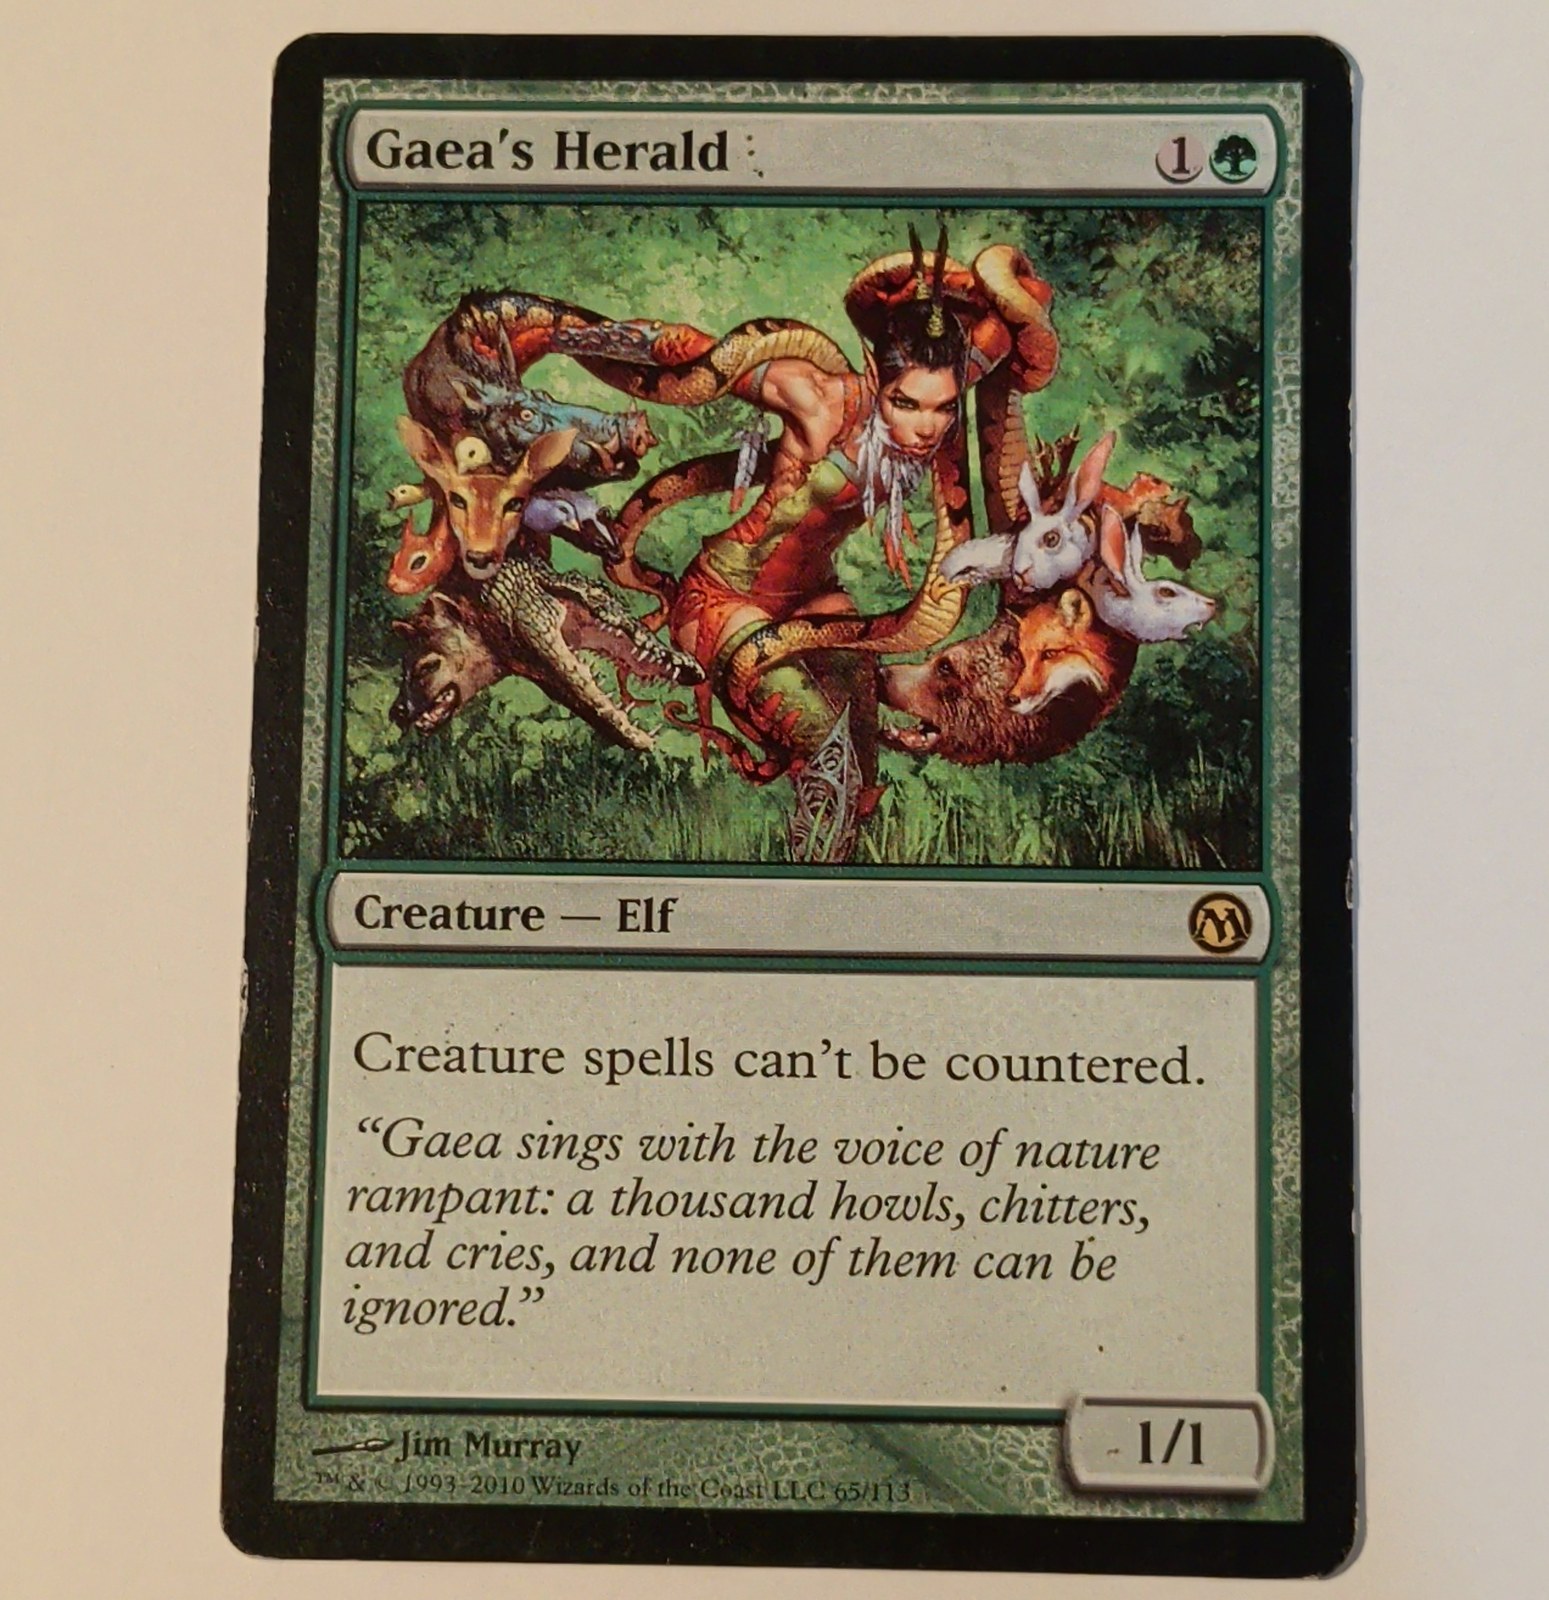 Gaea's Herald
1
Creature — Elf
M
Creature spells can't be countered.
“Gaea sings with the voice of nature
rampant: a thousand howls, chitters,
and cries, and none of them can be
ignored.”
1/1
Jim Murray
™ & © 1993–2010 Wizards of the Coast LLC 65/113